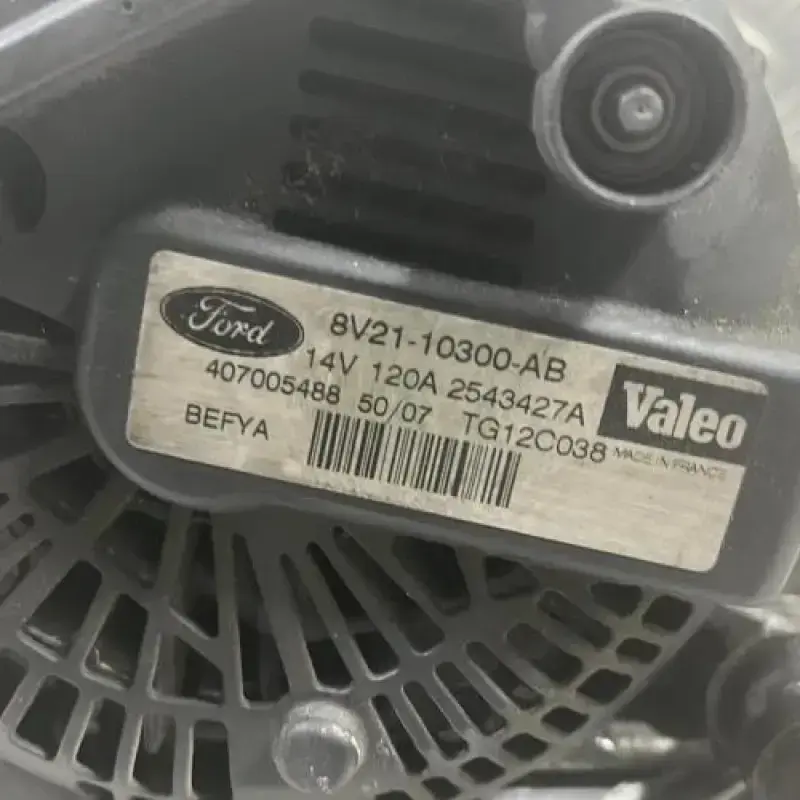 Ford
8V21-10300-AB
14V 120A 2543427A
407005488 50/07 TG12C038
BEFYA
Valeo
MADE IN FRANCE